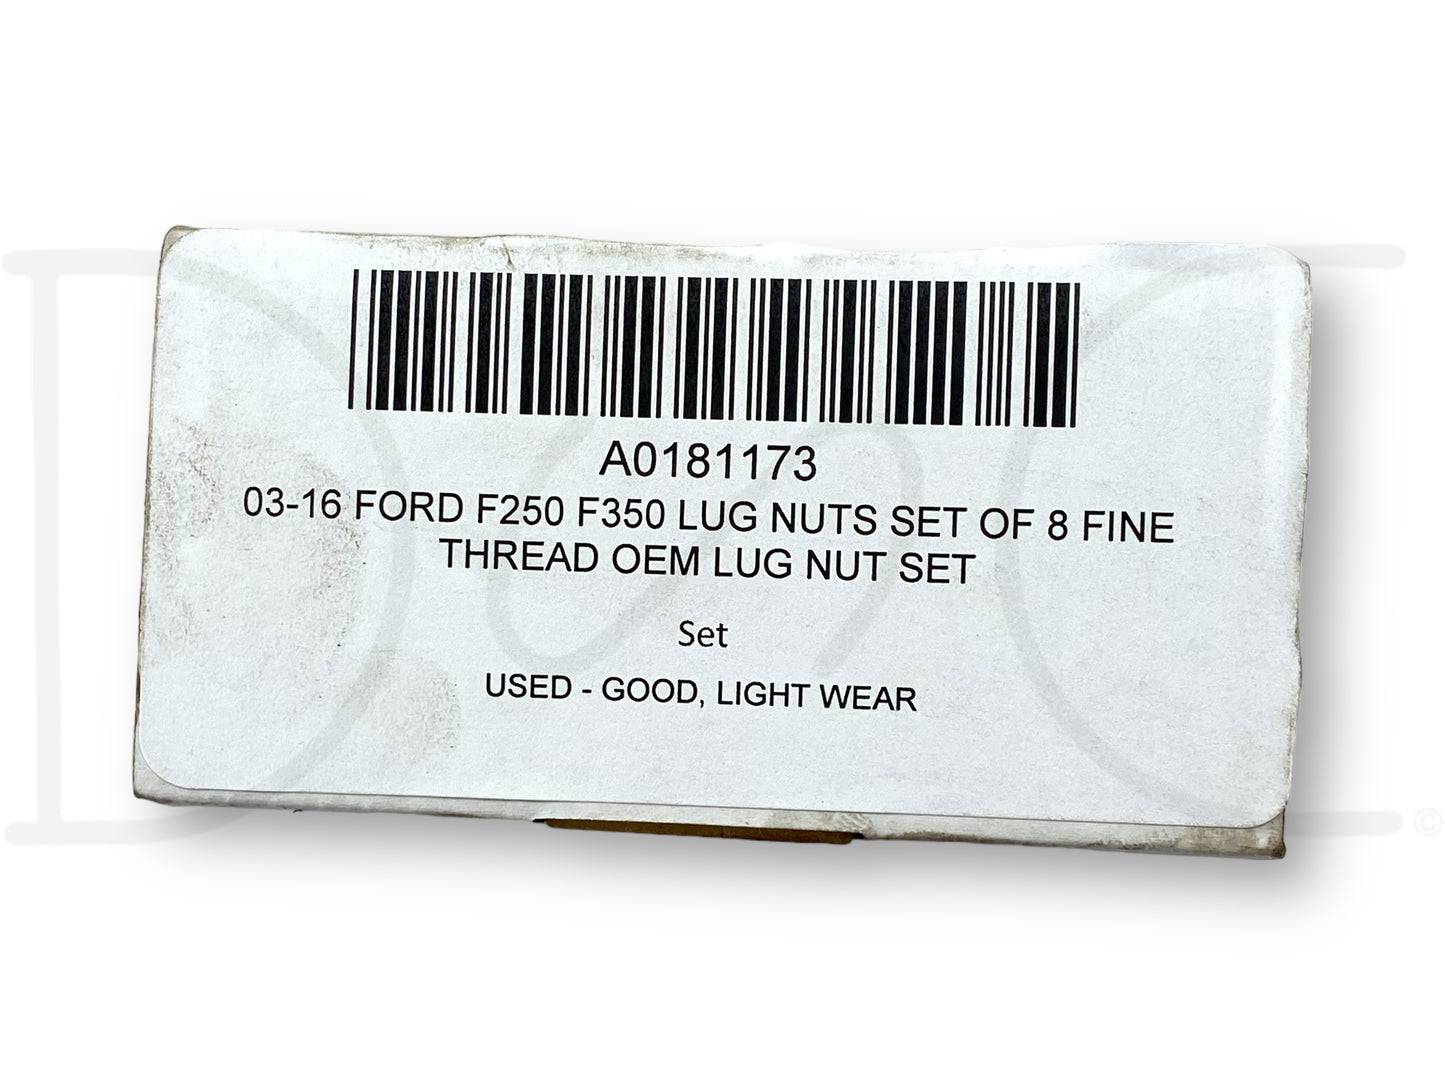 A0181173
03-16 FORD F250 F350 LUG NUTS SET OF 8 FINE
THREAD OEM LUG NUT SET
Set
USED - GOOD, LIGHT WEAR
©